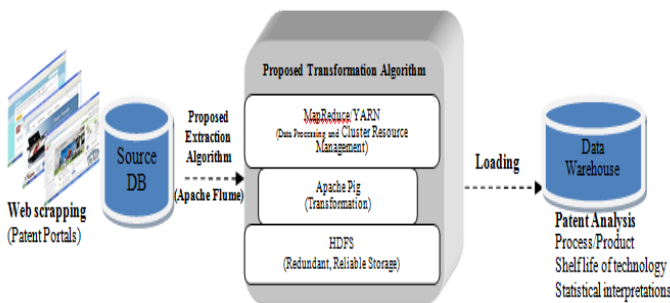 Web scrapping
(Patent Portals)
Source
DB
Proposed
Extraction
Algorithm
(Apache Flume)
Proposed Transformation Algorithm
MapReduce/YARN
(Data Processing and Cluster Resource
Management)
Apache Pig
(Transformation)
HDFS
(Redundant, Reliable Storage)
Loading
Data
Warehouse
Patent Analysis
Process/Product
Shelf life of technology
Statistical interpretations